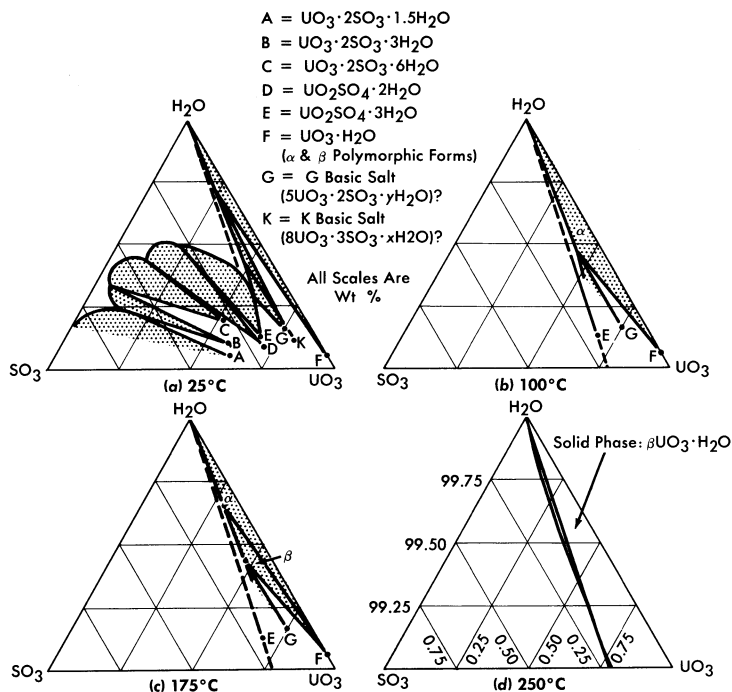 A = UO3·2SO3·1.5H2O
B = UO3·2SO3·3H2O
C = UO3·2SO3·6H2O
D = UO2SO4·2H2O
E = UO2SO4·3H2O
F = UO3·H2O
(α & β Polymorphic Forms)
G = G Basic Salt
(5UO3·2SO3·yH2O)?
K = K Basic Salt
(8UO3·3SO3·xH2O)?
All Scales Are
Wt %
H2O
C
B
A
E
D
G
K
F
SO3
UO3
(a) 25°C
H2O
α
E
G
F
SO3
UO3
(b) 100°C
H2O
α
β
E
G
F
SO3
UO3
(c) 175°C
H2O
Solid Phase: βUO3·H2O
99.75
99.50
99.25
0.75
0.25
0.50
0.50
0.25
0.75
SO3
UO3
(d) 250°C